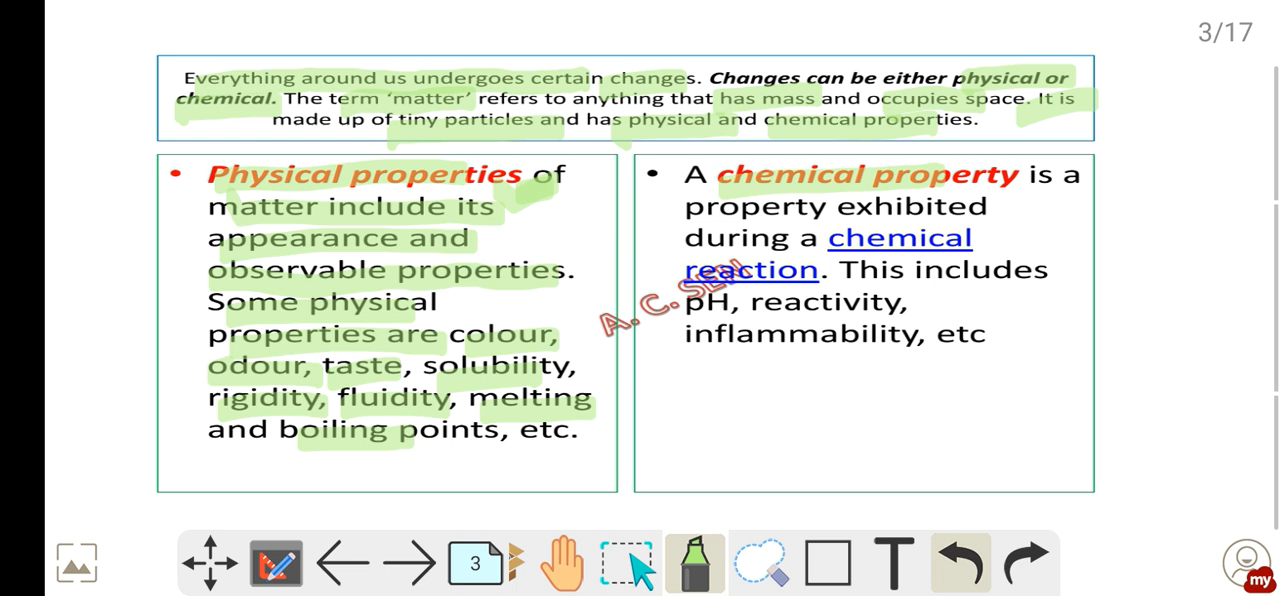 3/17
Everything around us undergoes certain changes. Changes can be either physical or
chemical. The term ‘matter’ refers to anything that has mass and occupies space. It is
made up of tiny particles and has physical and chemical properties.
• Physical properties of
matter include its
appearance and
observable properties.
Some physical
properties are colour,
odour, taste, solubility,
rigidity, fluidity, melting
and boiling points, etc.
• A chemical property is a
property exhibited
during a chemical
reaction. This includes
pH, reactivity,
inflammability, etc
A.C.SEN
3
T
my